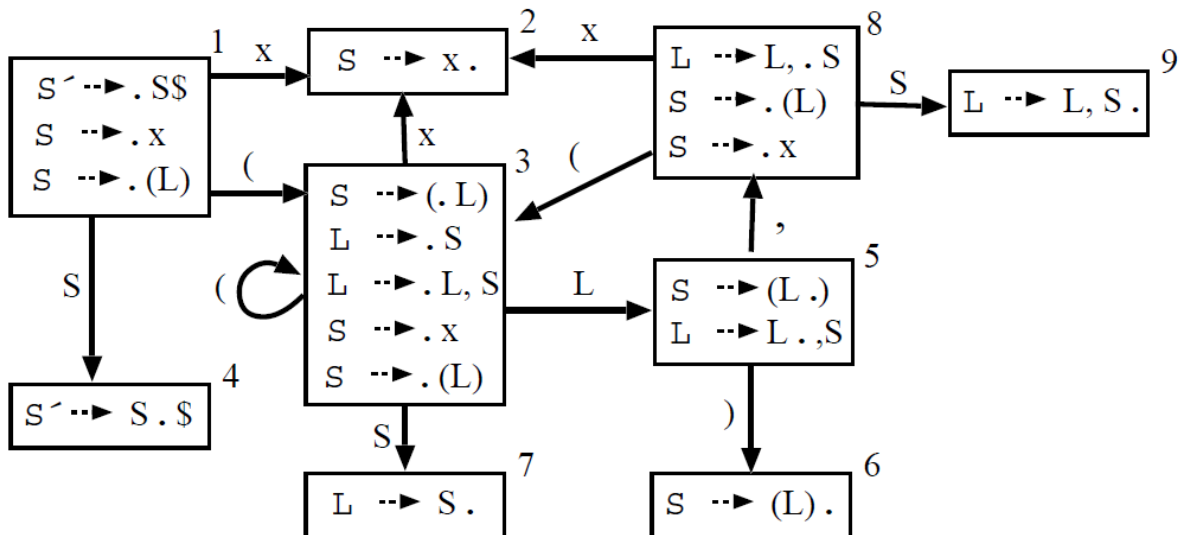 1
S´ ⇢ . S$
S ⇢ . x
S ⇢ . (L)
x
2
S ⇢ x .
x
8
L ⇢ L, . S
S ⇢ . (L)
S ⇢ . x
S
9
L ⇢ L, S .
(
x
3
S ⇢ (. L)
L ⇢ . S
L ⇢ . L, S
S ⇢ . x
S ⇢ . (L)
(
(
S
L
,
5
S ⇢ (L .)
L ⇢ L . ,S
4
S´ ⇢ S . $
S
7
L ⇢ S .
)
6
S ⇢ (L) .